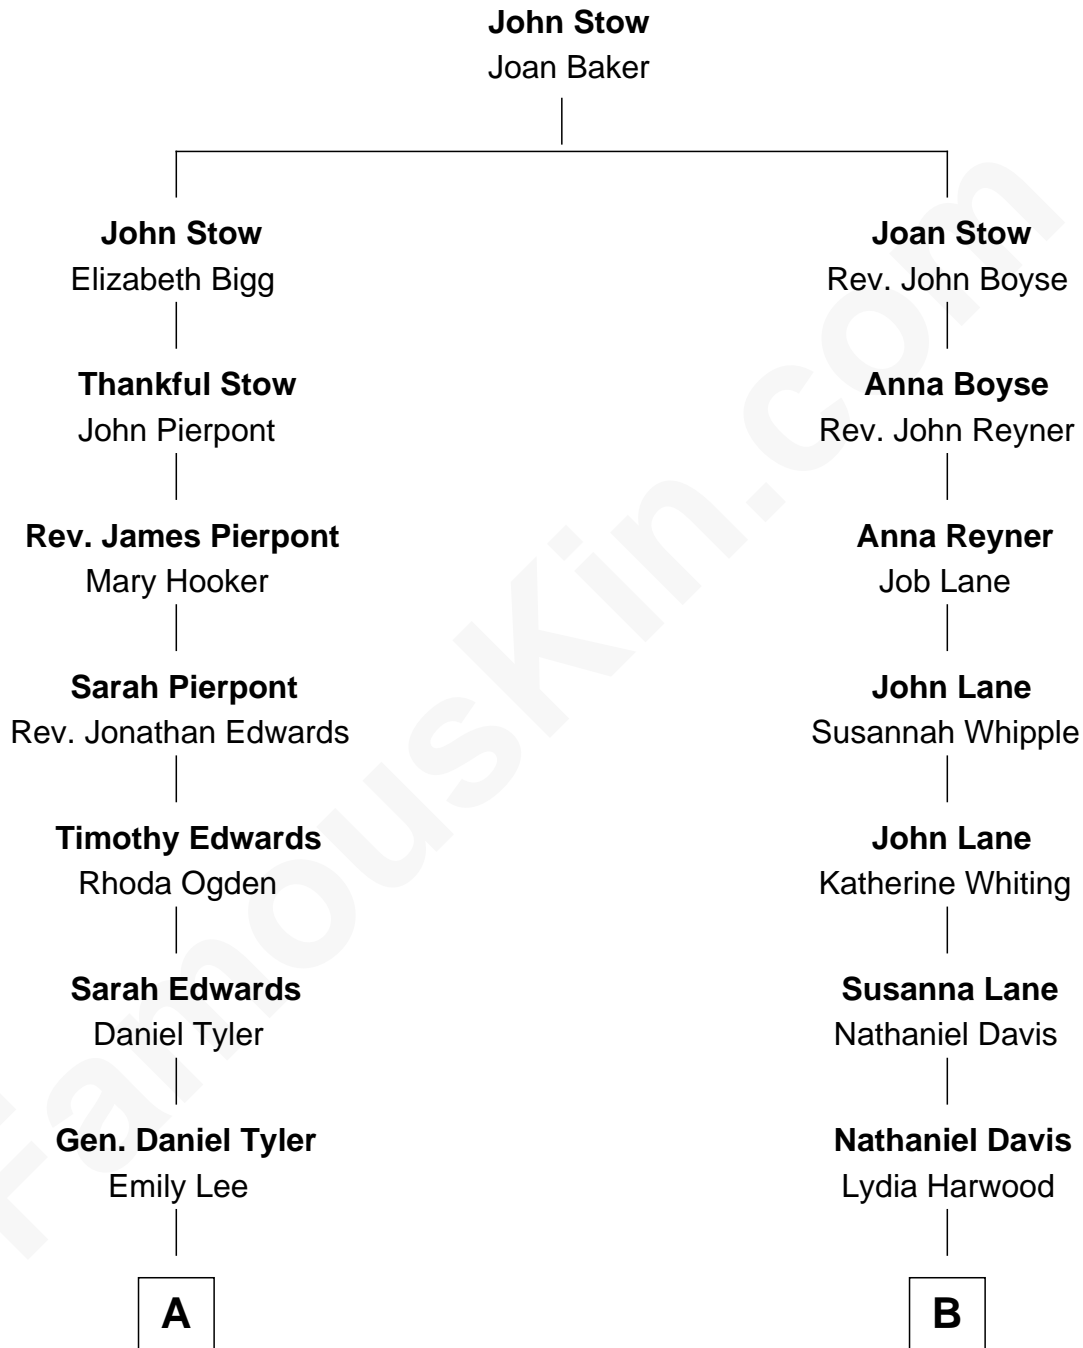 John Stow
Joan Baker
John Stow
Elizabeth Bigg
Joan Stow
Rev. John Boyse
Thankful Stow
John Pierpont
Anna Boyse
Rev. John Reyner
Rev. James Pierpont
Mary Hooker
Anna Reyner
Job Lane
Sarah Pierpont
Rev. Jonathan Edwards
John Lane
Susannah Whipple
Timothy Edwards
Rhoda Ogden
John Lane
Katherine Whiting
Sarah Edwards
Daniel Tyler
Susanna Lane
Nathaniel Davis
Gen. Daniel Tyler
Emily Lee
Nathaniel Davis
Lydia Harwood
A
B
FamousKin.com